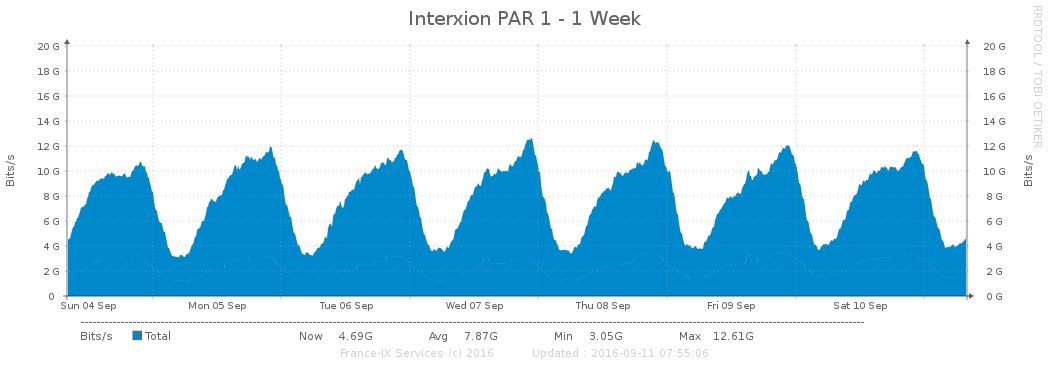 Interxion PAR 1 - 1 Week
RRDTOOL / TOBI OETIKER
Bits/s
20 G 20 G
18 G 18 G
16 G 16 G
14 G 14 G
12 G 12 G
10 G 10 G
8 G 8 G
6 G 6 G
4 G 4 G
2 G 2 G
0 0 G
Bits/s
Sun 04 Sep Mon 05 Sep Tue 06 Sep Wed 07 Sep Thu 08 Sep Fri 09 Sep Sat 10 Sep
Bits/s Total Now 4.69G Avg 7.87G Min 3.05G Max 12.61G
France-IX Services (c) 2016 Updated : 2016-09-11 07:55:06